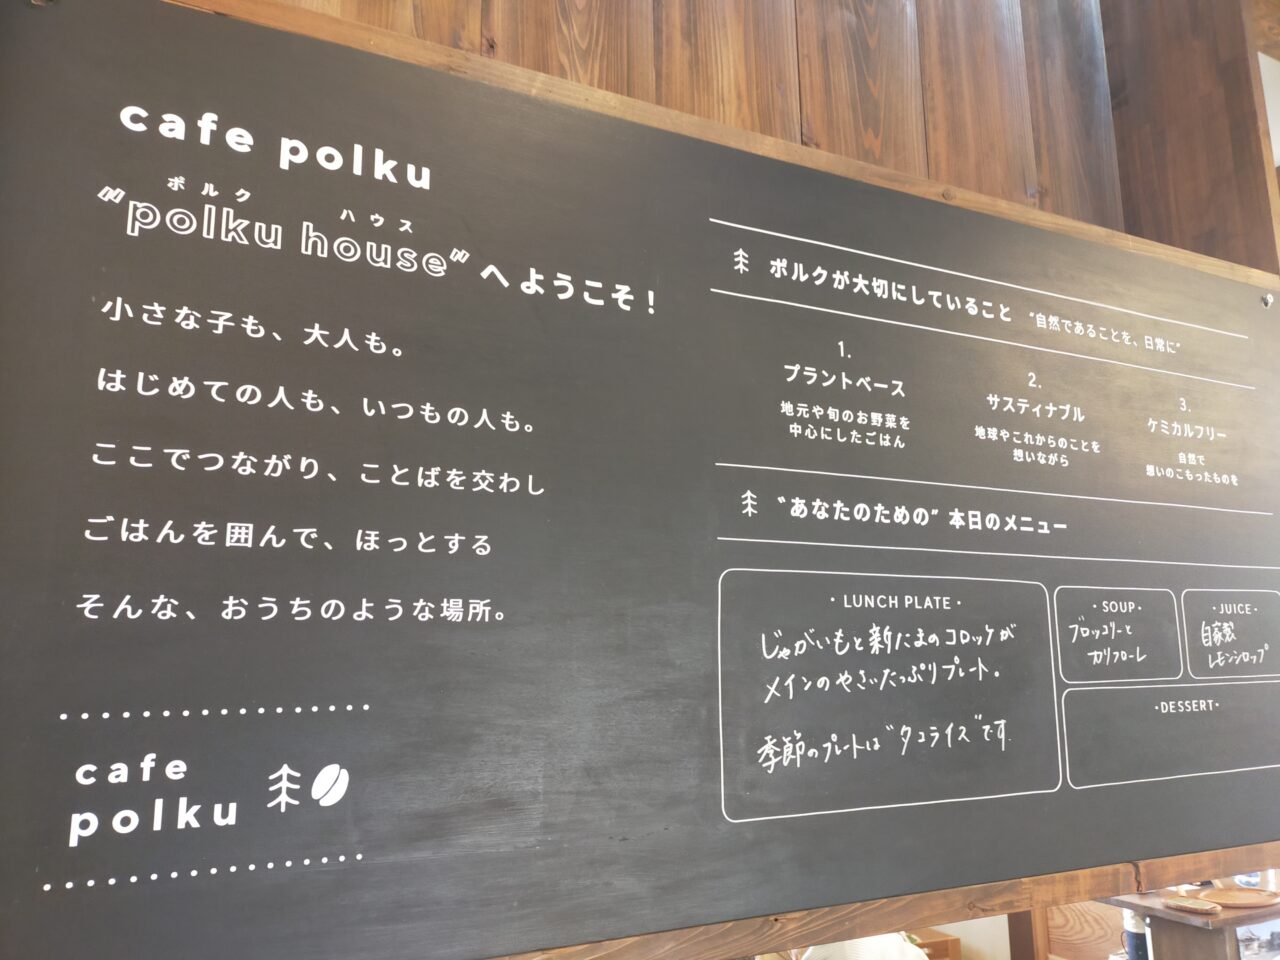 cafe polku
ポルク ハウス
"polku house" へようこそ！
小さな子も、大人も。
はじめての人も、いつもの人も。
ここでつながり、ことばを交わし
ごはんを囲んで、ほっとする
そんな、おうちのような場所。
cafe
polku
ポルクが大切にしていること "自然であることを、日常に"
1.
プラントベース
地元や旬のお野菜を
中心にしたごはん
2.
サスティナブル
地球やこれからのことを
想いながら
3.
ケミカルフリー
自然で
想いのこもったものを
"あなたのための" 本日のメニュー
・LUNCH PLATE・
じゃがいもと新たまのコロッケが
メインのやさいたっぷりプレート。
季節のプレートは"タコライス"です
・SOUP・
ブロッコリーと
カリフローレ
・JUICE・
自家製
レモンシロップ
・DESSERT・